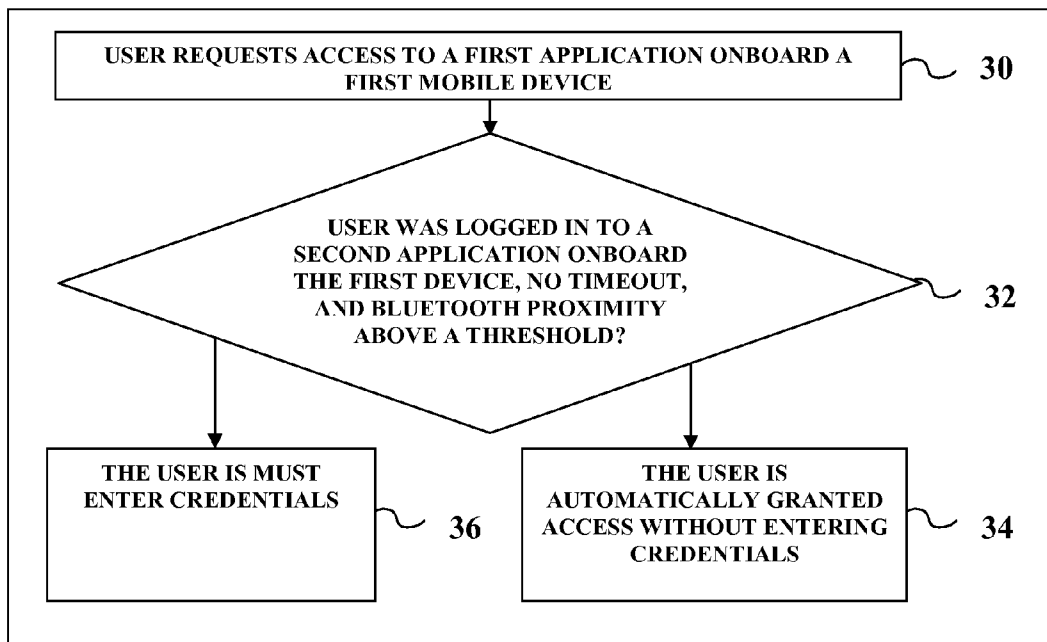 USER REQUESTS ACCESS TO A FIRST APPLICATION ONBOARD A
FIRST MOBILE DEVICE
30
USER WAS LOGGED IN TO A
SECOND APPLICATION ONBOARD
THE FIRST DEVICE, NO TIMEOUT,
AND BLUETOOTH PROXIMITY
ABOVE A THRESHOLD?
32
THE USER IS MUST
ENTER CREDENTIALS
36
THE USER IS
AUTOMATICALLY GRANTED
ACCESS WITHOUT ENTERING
CREDENTIALS
34